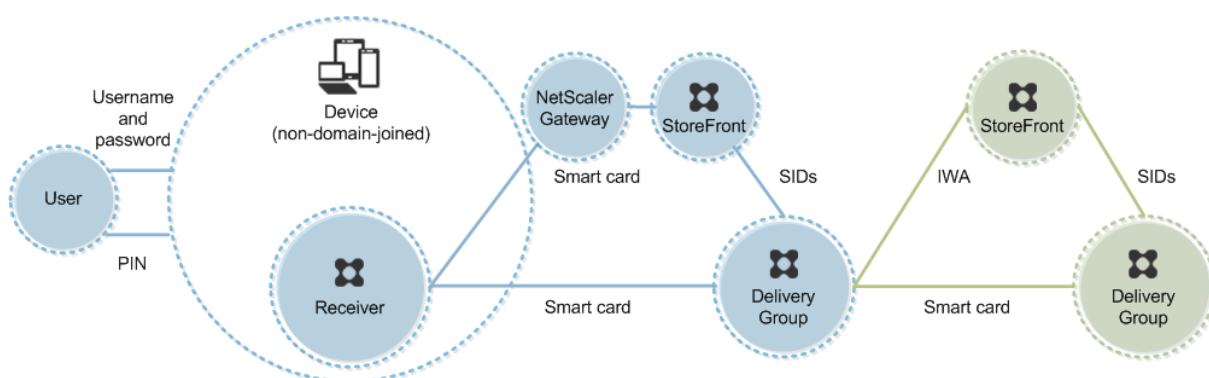 Username
and
password
User
PIN
Device
(non-domain-joined)
Receiver
NetScaler
Gateway
StoreFront
Smart card
SIDs
Smart card
Delivery
Group
IWA
StoreFront
SIDs
Smart card
Delivery
Group